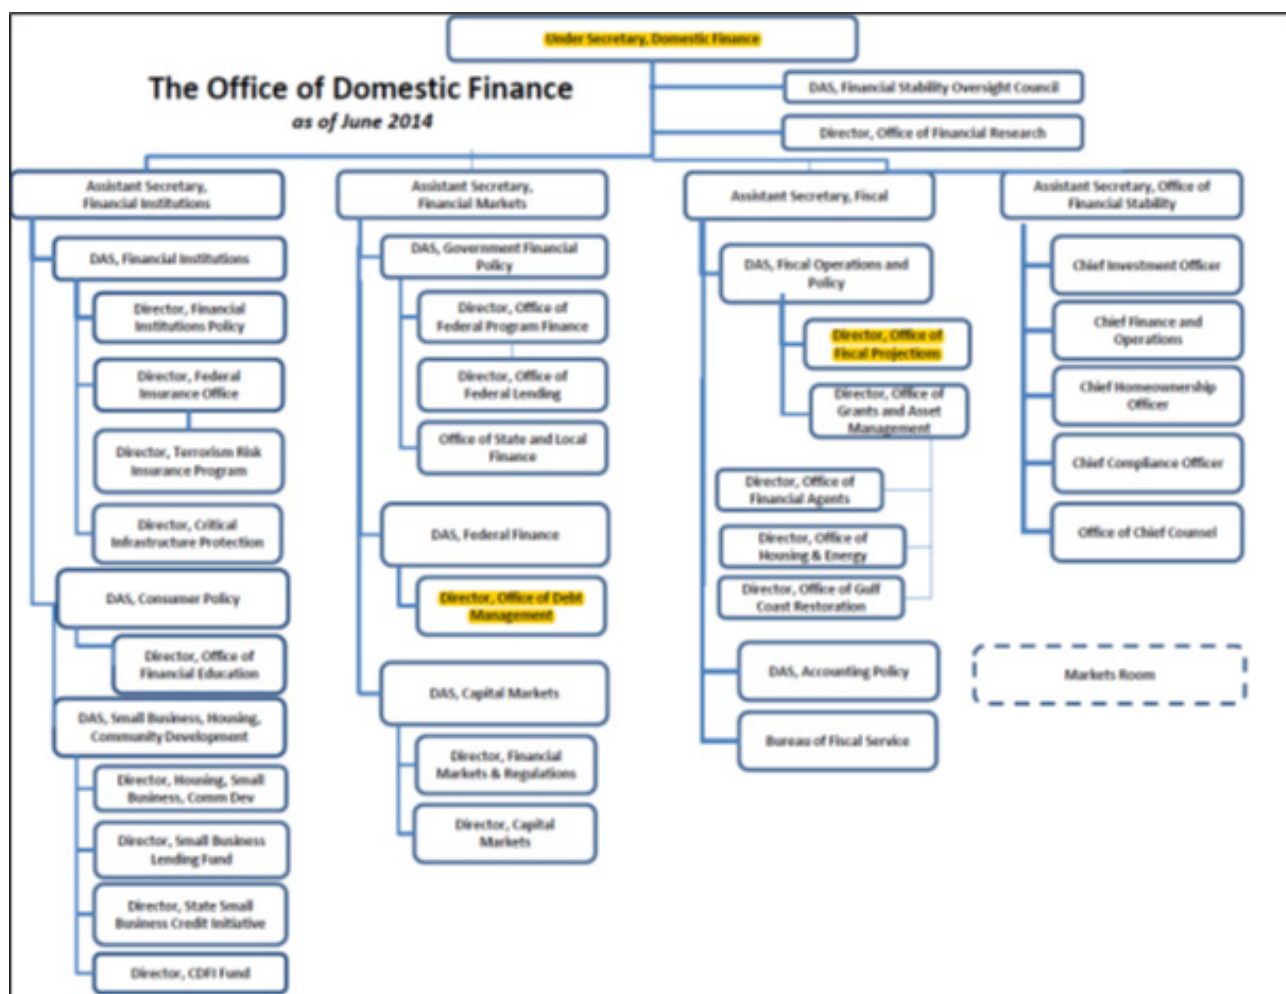 Under Secretary, Domestic Finance
The Office of Domestic Finance
as of June 2014
DAS, Financial Stability Oversight Council
Director, Office of Financial Research
Assistant Secretary,
Financial Institutions
DAS, Financial Institutions
Director, Financial
Institutions Policy
Director, Federal
Insurance Office
Director, Terrorism Risk
Insurance Program
Director, Critical
Infrastructure Protection
DAS, Consumer Policy
Director, Office of
Financial Education
DAS, Small Business, Housing,
Community Development
Director, Housing, Small
Business, Comm Dev
Director, Small Business
Lending Fund
Director, State Small
Business Credit Initiative
Director, CDFI Fund
Assistant Secretary,
Financial Markets
DAS, Government Financial
Policy
Director, Office of
Federal Program Finance
Director, Office of
Federal Lending
Office of State and Local
Finance
DAS, Federal Finance
Director, Office of Debt
Management
DAS, Capital Markets
Director, Financial
Markets & Regulations
Director, Capital
Markets
Assistant Secretary, Fiscal
DAS, Fiscal Operations and
Policy
Director, Office of
Fiscal Projections
Director, Office of
Grants and Asset
Management
Director, Office of
Financial Agents
Director, Office of
Housing & Energy
Director, Office of Gulf
Coast Restoration
DAS, Accounting Policy
Bureau of Fiscal Service
Assistant Secretary, Office of
Financial Stability
Chief Investment Officer
Chief Finance and
Operations
Chief Homeownership
Officer
Chief Compliance Officer
Office of Chief Counsel
Markets Room